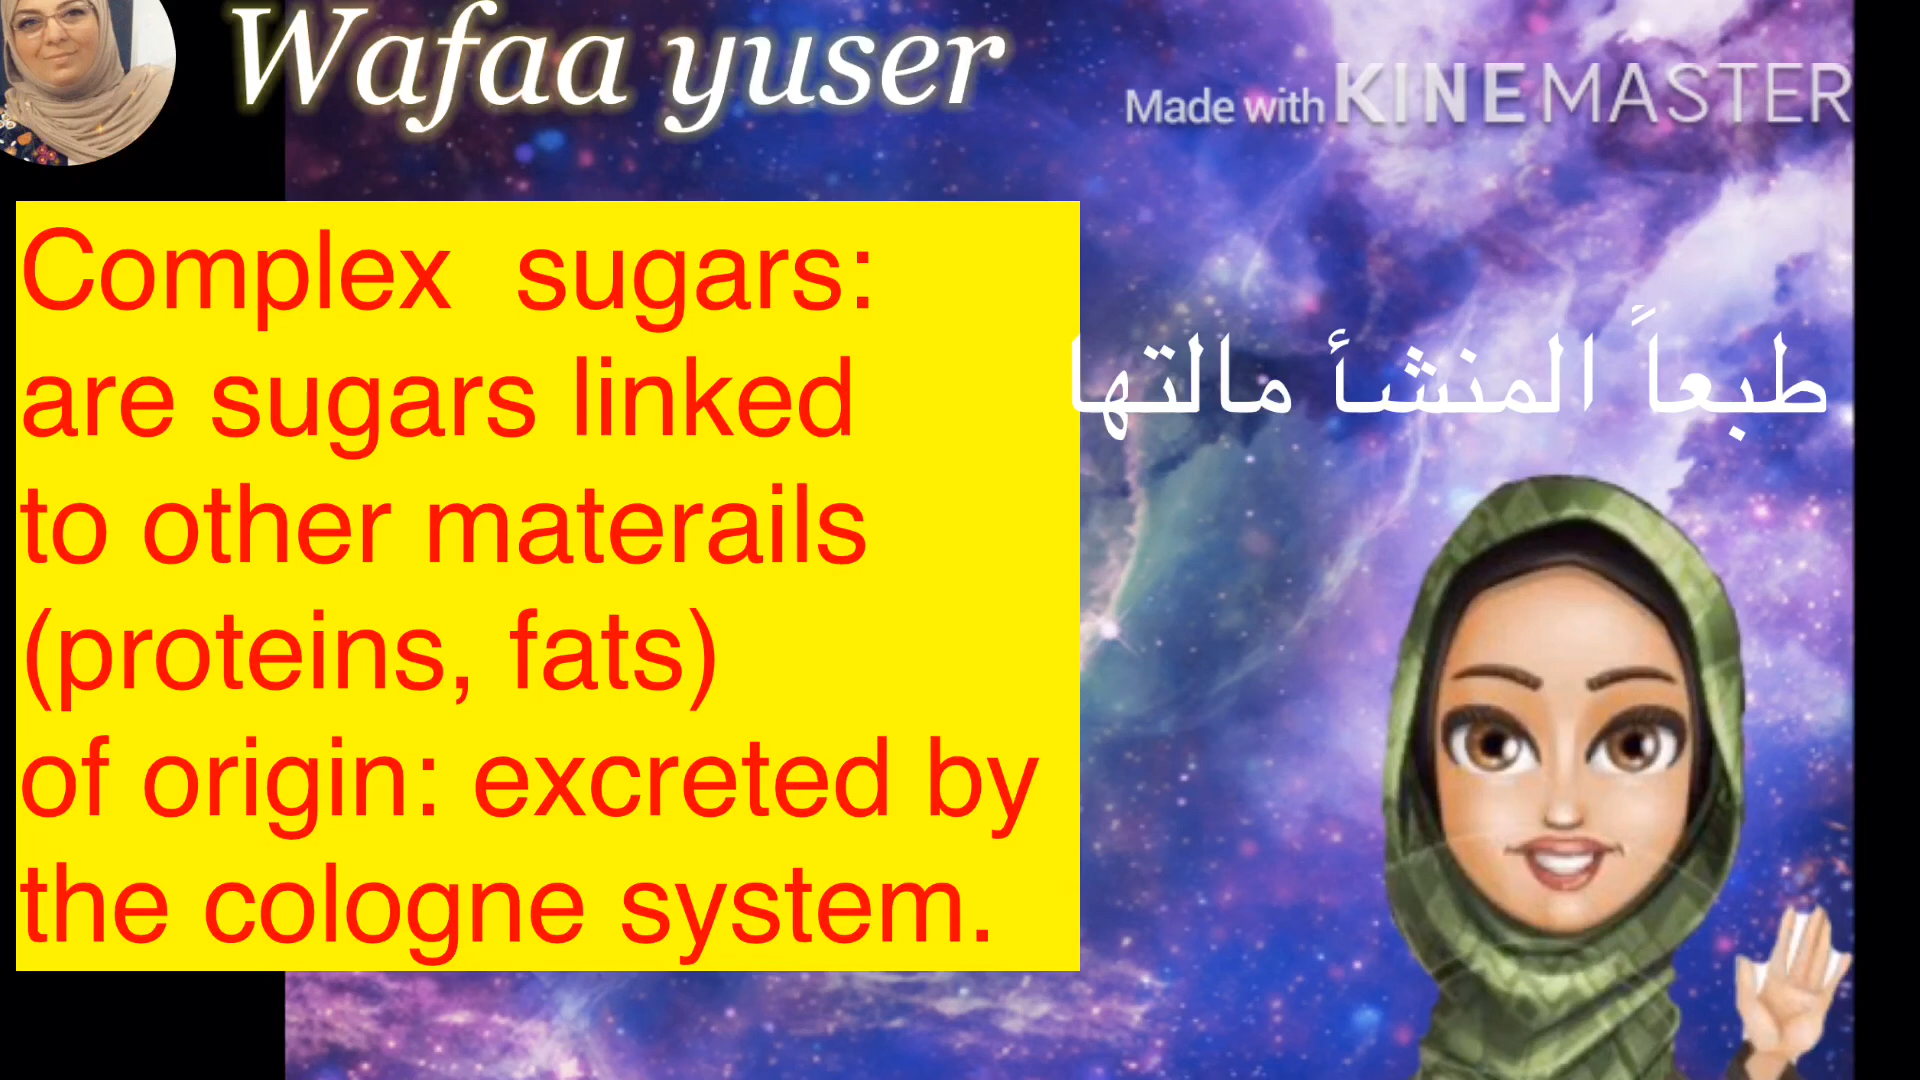 Wafaa yuser
Made with KINEMASTER
Complex sugars:
are sugars linked
to other materails
(proteins, fats)
of origin: excreted by
the cologne system.
طبعاً المنشأ مالتها